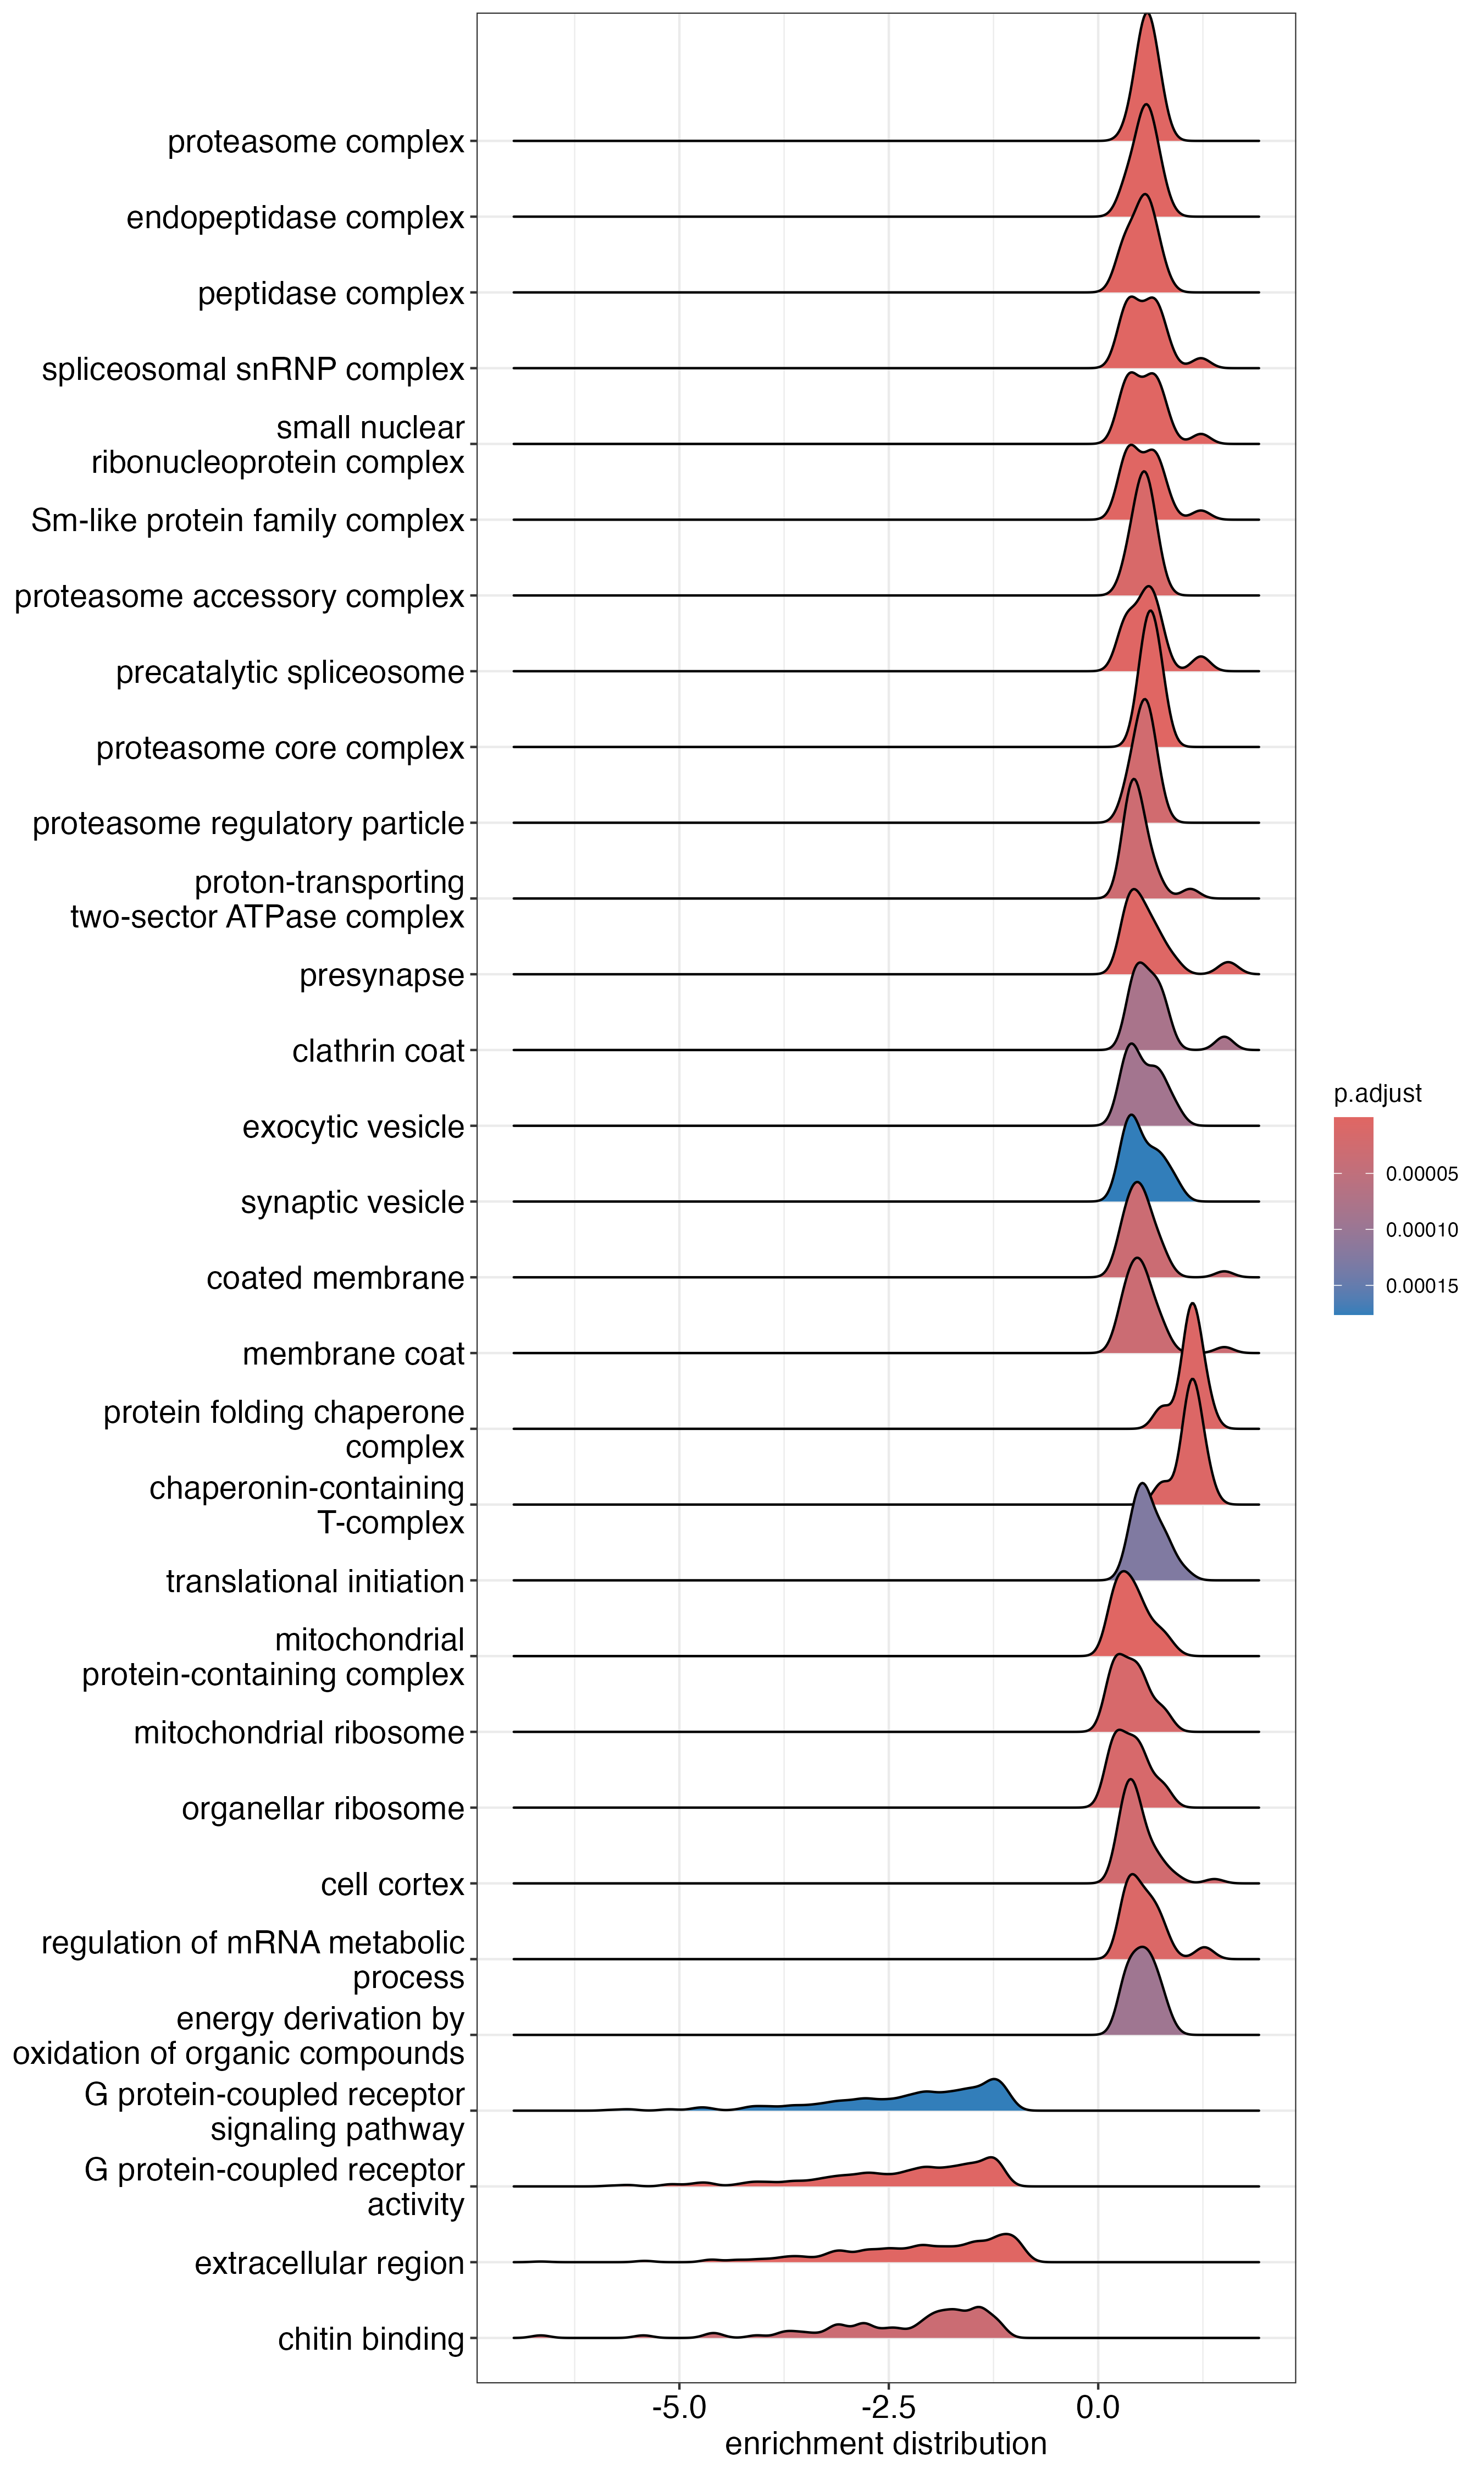 proteasome complex
endopeptidase complex
peptidase complex
spliceosomal snRNP complex
small nuclear
ribonucleoprotein complex
Sm-like protein family complex
proteasome accessory complex
precatalytic spliceosome
proteasome core complex
proteasome regulatory particle
proton-transporting
two-sector ATPase complex
presynapse
clathrin coat
exocytic vesicle
synaptic vesicle
coated membrane
membrane coat
protein folding chaperone
complex
chaperonin-containing
T-complex
translational initiation
mitochondrial
protein-containing complex
mitochondrial ribosome
organellar ribosome
cell cortex
regulation of mRNA metabolic
process
energy derivation by
oxidation of organic compounds
G protein-coupled receptor
signaling pathway
G protein-coupled receptor
activity
extracellular region
chitin binding
-5.0
-2.5
0.0
enrichment distribution
p.adjust
0.00005
0.00010
0.00015